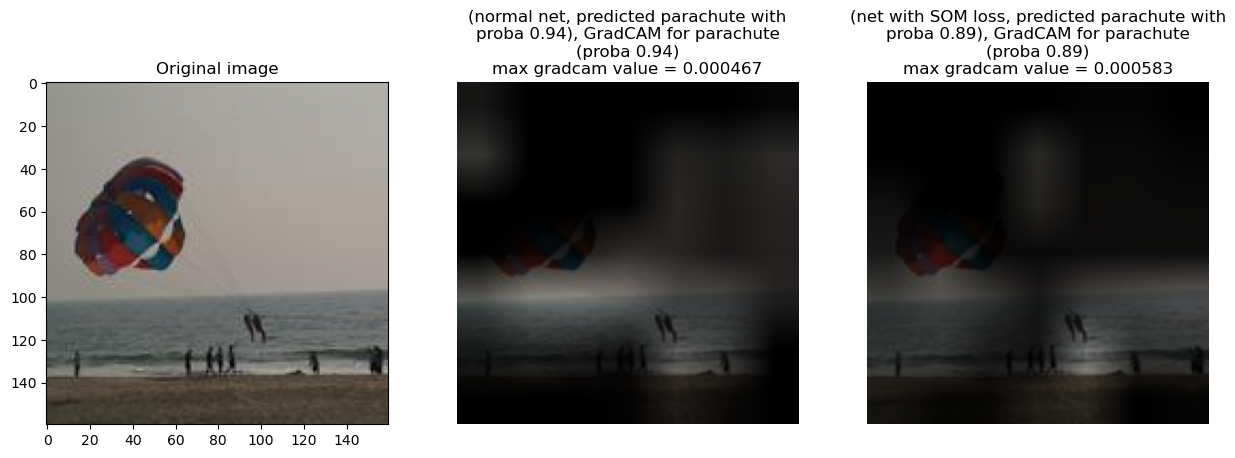 Original image
0
20
40
60
80
100
120
140
0
20
40
60
80
100
120
140
(normal net, predicted parachute with
proba 0.94), GradCAM for parachute
(proba 0.94)
max gradcam value = 0.000467
(net with SOM loss, predicted parachute with
proba 0.89), GradCAM for parachute
(proba 0.89)
max gradcam value = 0.000583